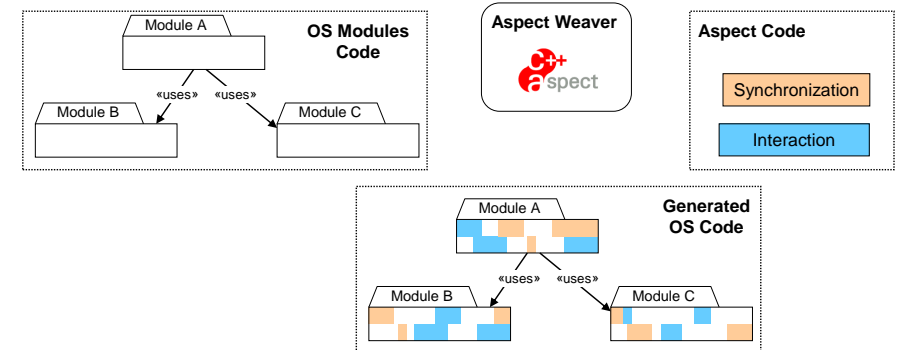 Module A
OS Modules
Code
«uses» «uses»
Module B
Module C
Aspect Weaver
C++
aspect
Aspect Code
Synchronization
Interaction
Module A
Generated
OS Code
«uses» «uses»
Module B
Module C